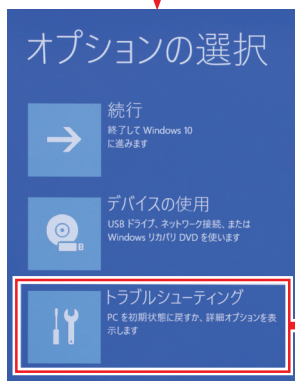 オプションの選択
続行
終了して Windows 10
に進みます
デバイスの使用
USB ドライブ、ネットワーク接続、または
Windows リカバリ DVD を使います
トラブルシューティング
PC を初期状態に戻すか、詳細オプションを表
示します